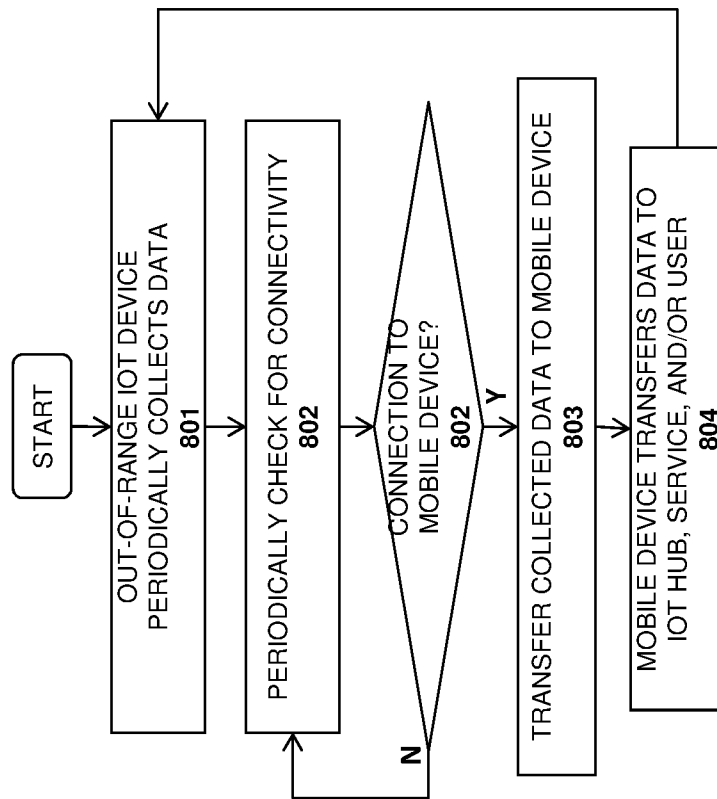 START
OUT-OF-RANGE IOT DEVICE
PERIODICALLY COLLECTS DATA
801
PERIODICALLY CHECK FOR CONNECTIVITY
802
CONNECTION TO
MOBILE DEVICE?
802
N
Y
TRANSFER COLLECTED DATA TO MOBILE DEVICE
803
MOBILE DEVICE TRANSFERS DATA TO
IOT HUB, SERVICE, AND/OR USER
804